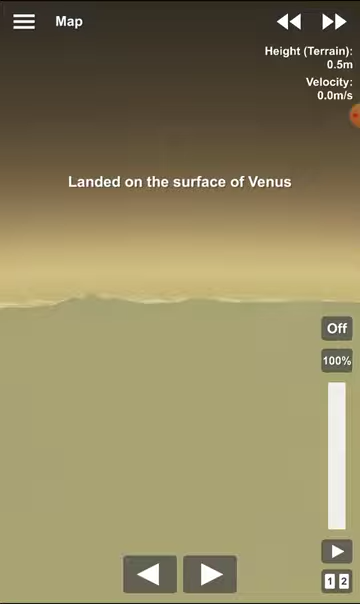 Map
Height (Terrain):
0.5m
Velocity:
0.0m/s
Landed on the surface of Venus
Off
100%
1 2